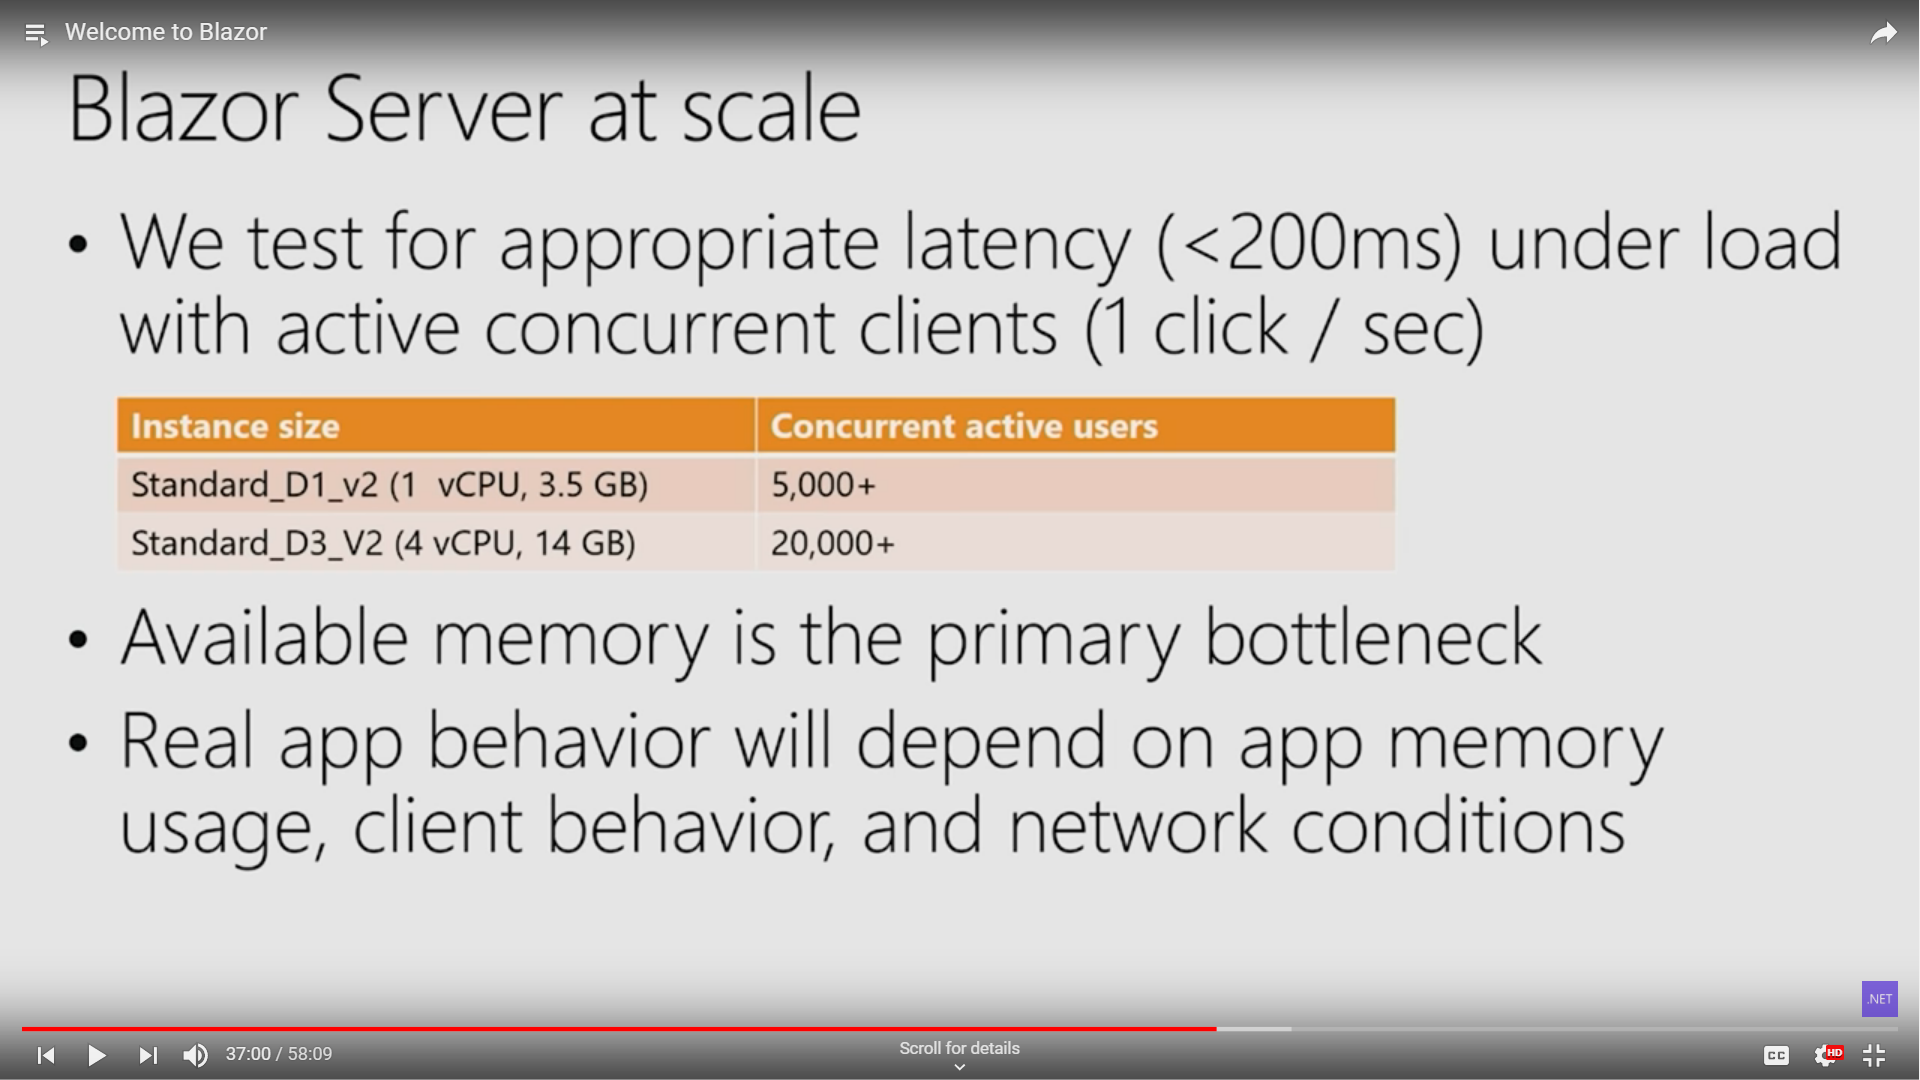 Welcome to Blazor
Blazor Server at scale
• We test for appropriate latency (<200ms) under load
with active concurrent clients (1 click / sec)
Instance size Concurrent active users
Standard_D1_v2 (1 vCPU, 3.5 GB) 5,000+
Standard_D3_V2 (4 vCPU, 14 GB) 20,000+
• Available memory is the primary bottleneck
• Real app behavior will depend on app memory
usage, client behavior, and network conditions
.NET
37:00 / 58:09
Scroll for details
CC
HD